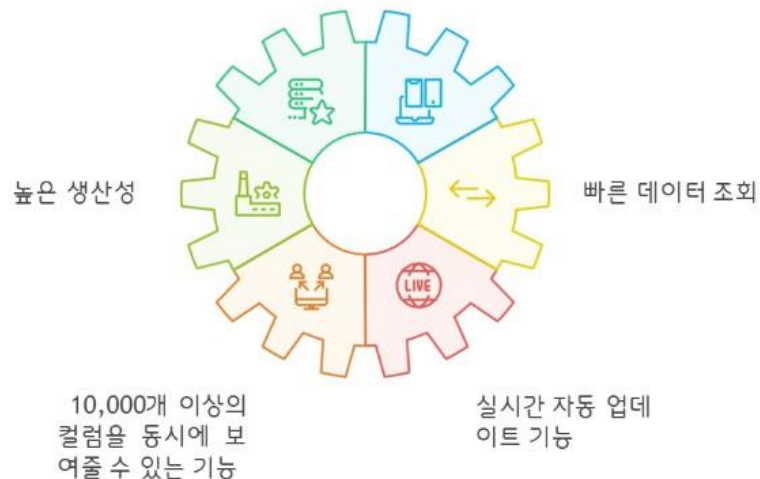 높은 생산성
빠른 데이터 조회
LIVE
10,000개 이상의
컬럼을 동시에 보
여줄 수 있는 기능
실시간 자동 업데
이트 기능